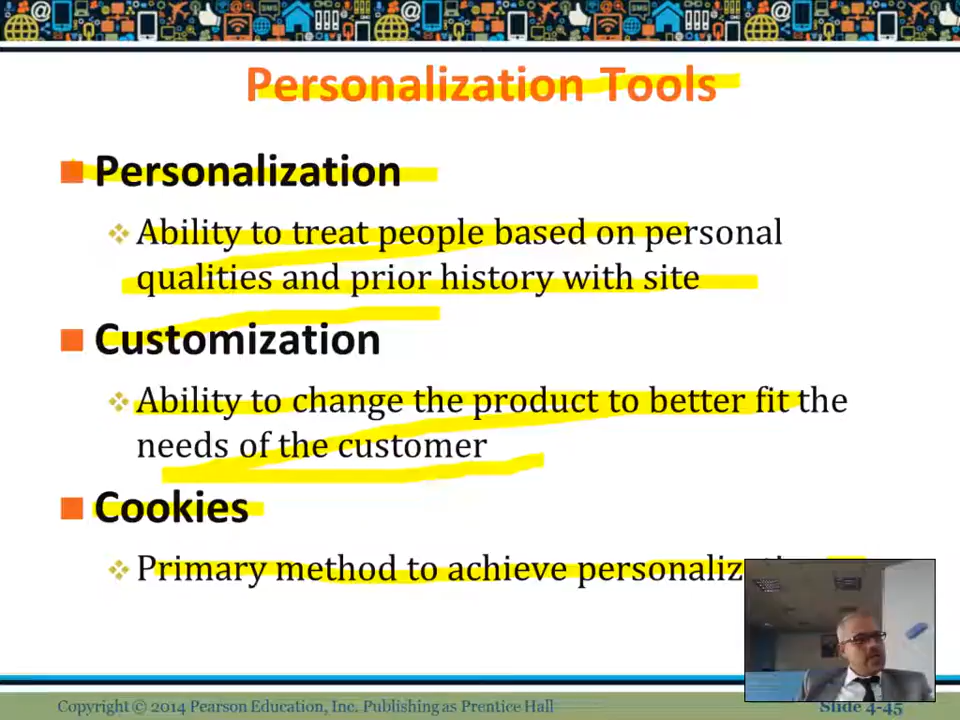 Personalization Tools
Personalization
Ability to treat people based on personal
qualities and prior history with site
Customization
Ability to change the product to better fit the
needs of the customer
Cookies
Primary method to achieve
Copyright © 2014 Pearson Education, Inc. Publishing as Prentice Hall
Slide 4-45